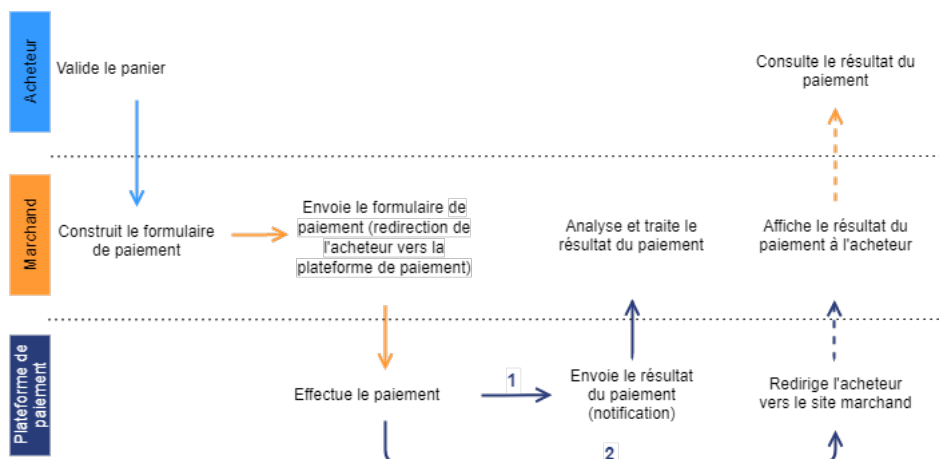 Acheteur
Valide le panier
Consulte le résultat du
paiement
Marchand
Construit le formulaire
de paiement
Envoie le formulaire de
paiement (redirection de
l'acheteur vers la
plateforme de paiement)
Analyse et traite le
résultat du paiement
Affiche le résultat du
paiement à l'acheteur
Plateforme de
paiement
Effectue le paiement
1
Envoie le résultat
du paiement
(notification)
Redirige l'acheteur
vers le site marchand
2